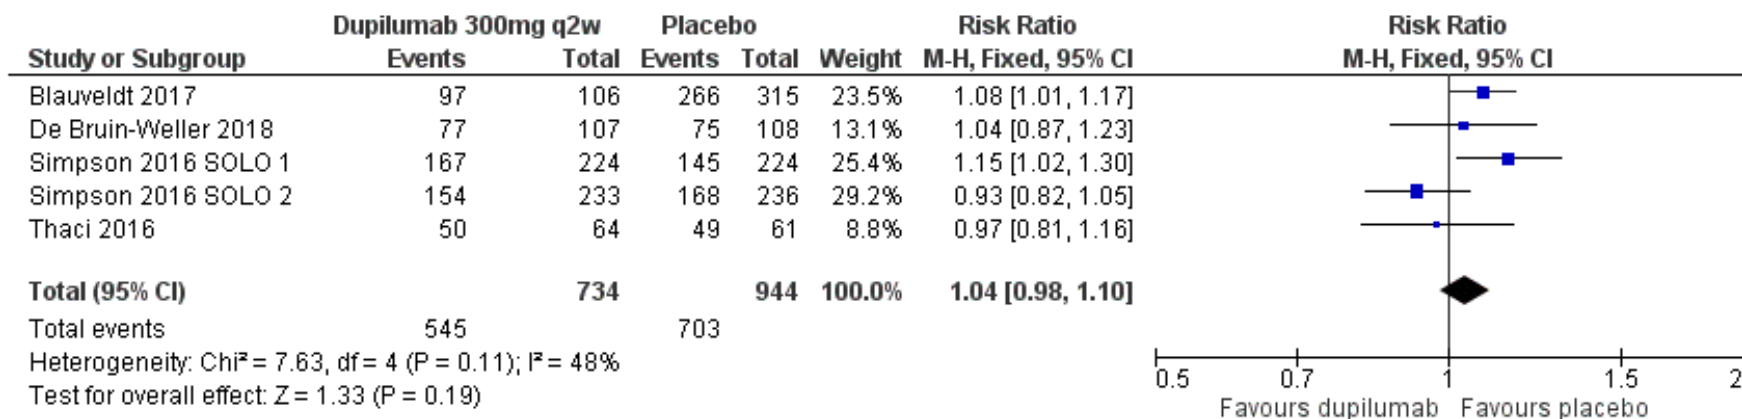 Dupilumab 300mg q2w Placebo Risk Ratio Risk Ratio
Study or Subgroup Events Total Events Total Weight M-H, Fixed, 95% CI M-H, Fixed, 95% CI
Blauveldt 2017 97 106 266 315 23.5% 1.08 [1.01, 1.17]
De Bruin-Weller 2018 77 107 75 108 13.1% 1.04 [0.87, 1.23]
Simpson 2016 SOLO 1 167 224 145 224 25.4% 1.15 [1.02, 1.30]
Simpson 2016 SOLO 2 154 233 168 236 29.2% 0.93 [0.82, 1.05]
Thaci 2016 50 64 49 61 8.8% 0.97 [0.81, 1.16]
Total (95% CI) 734 944 100.0% 1.04 [0.98, 1.10]
Total events 545 703
Heterogeneity: Chi² = 7.63, df = 4 (P = 0.11); I² = 48%
Test for overall effect: Z = 1.33 (P = 0.19)
0.5 0.7 1 1.5 2
Favours dupilumab Favours placebo